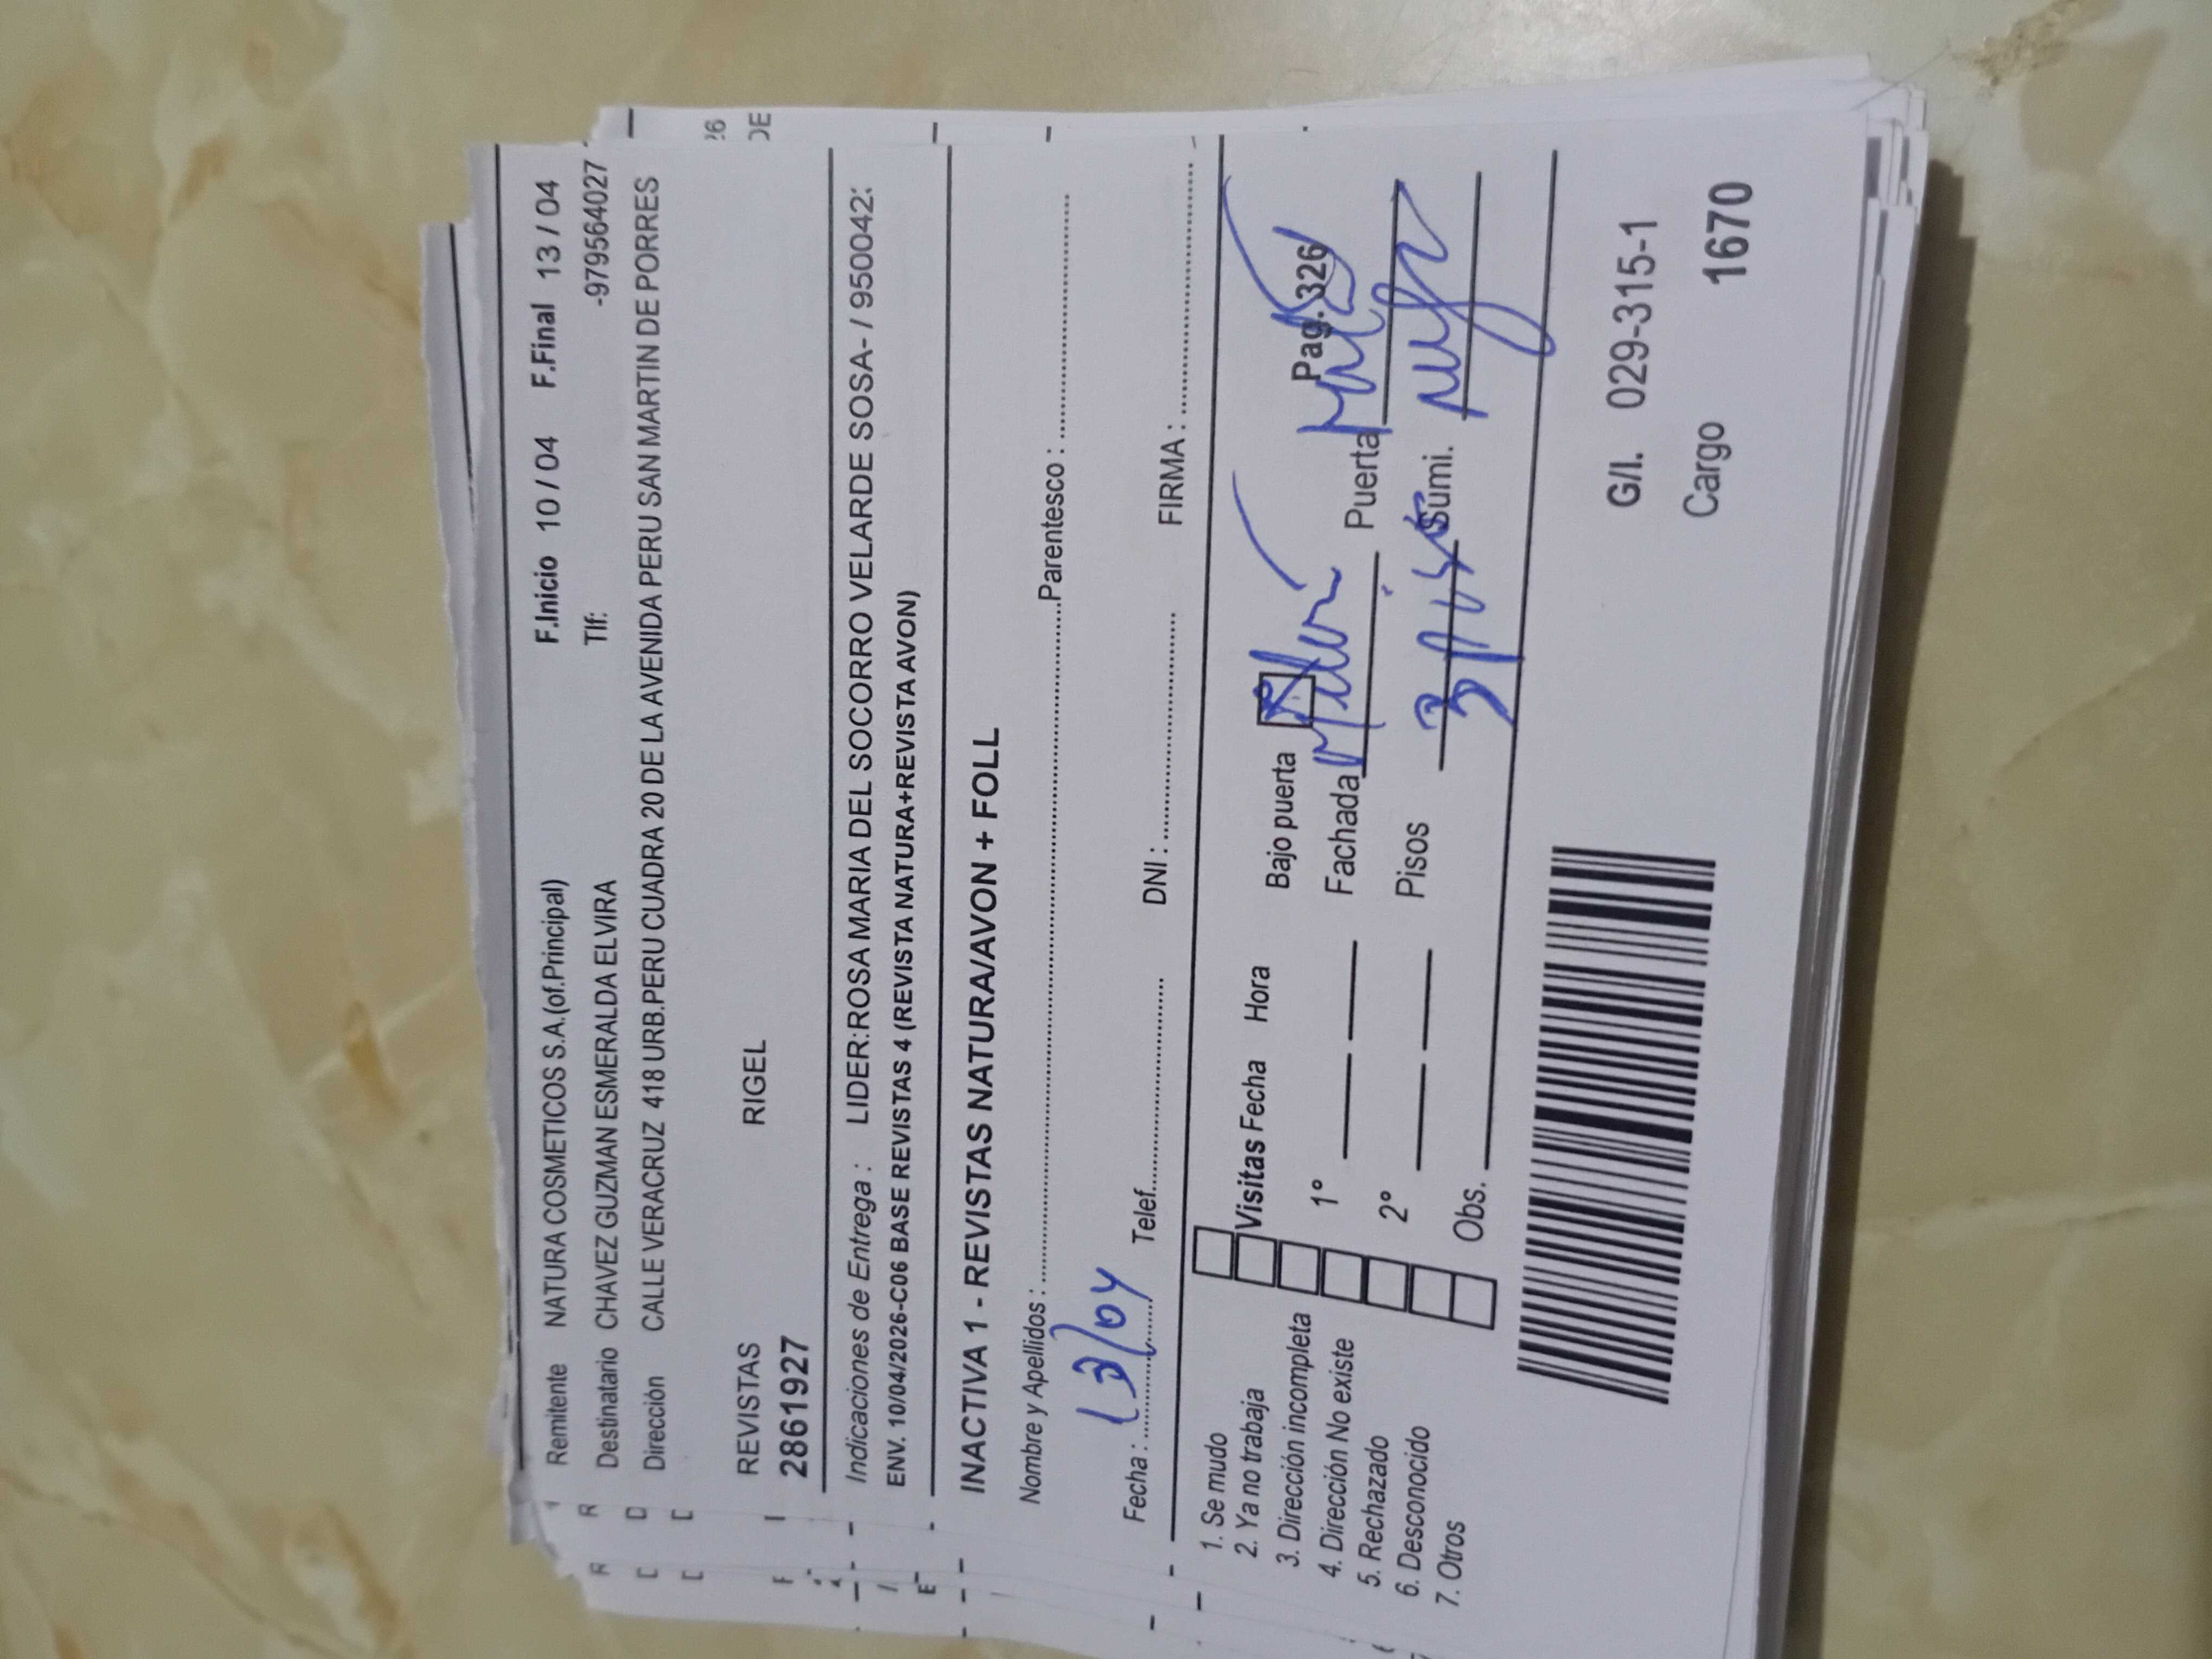 Remitente NATURA COSMETICOS S.A.(of.Principal) F.Inicio 10 / 04 F.Final 13 / 04
Destinatario CHAVEZ GUZMAN ESMERALDA ELVIRA Tlf: -979564027
Dirección CALLE VERACRUZ 418 URB.PERU CUADRA 20 DE LA AVENIDA PERU SAN MARTIN DE PORRES
REVISTAS RIGEL
2861927
Indicaciones de Entrega : LIDER:ROSA MARIA DEL SOCORRO VELARDE SOSA- / 950042
ENV. 10/04/2026-C06 BASE REVISTAS 4 (REVISTA NATURA+REVISTA AVON)
INACTIVA 1 - REVISTAS NATURA/AVON + FOLL
Nombre y Apellidos : Parentesco :
Fecha : 13/04 Telef. DNI : FIRMA :
1. Se mudo
2. Ya no trabaja
3. Dirección incompleta
4. Dirección No existe
5. Rechazado
6. Desconocido
7. Otros
Visitas Fecha Hora Bajo puerta Pag. 326
1° Fachada Puerta
2° Pisos 3 Sumi.
Obs.
G/I. 029-315-1
Cargo 1670